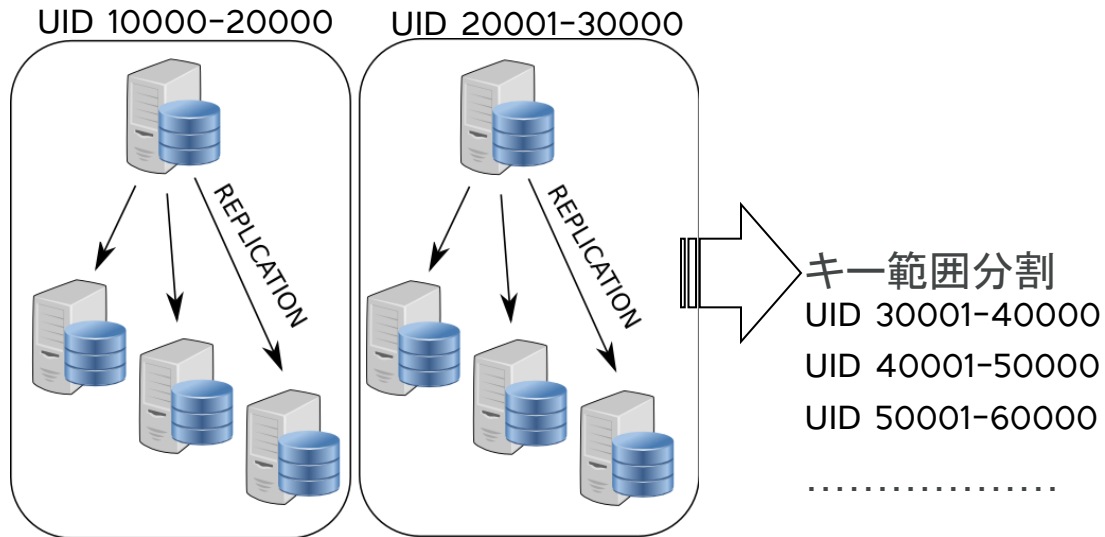 UID 10000-20000
UID 20001-30000
REPLICATION
REPLICATION
キー範囲分割
UID 30001-40000
UID 40001-50000
UID 50001-60000
..................